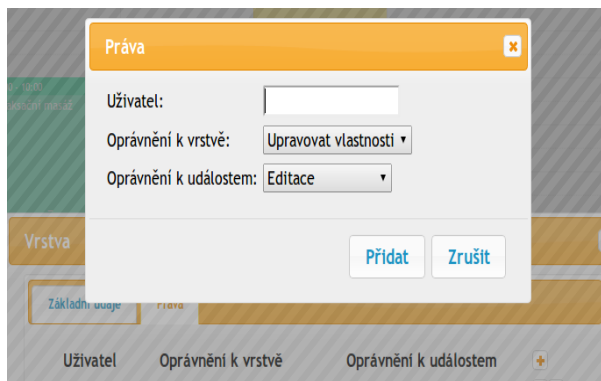 Práva
Uživatel:
Oprávnění k vrstvě: Upravovat vlastnosti
Oprávnění k událostem: Editace
Přidat Zrušit
Vrstva
Základní údaje Práva
Uživatel Oprávnění k vrstvě Oprávnění k událostem